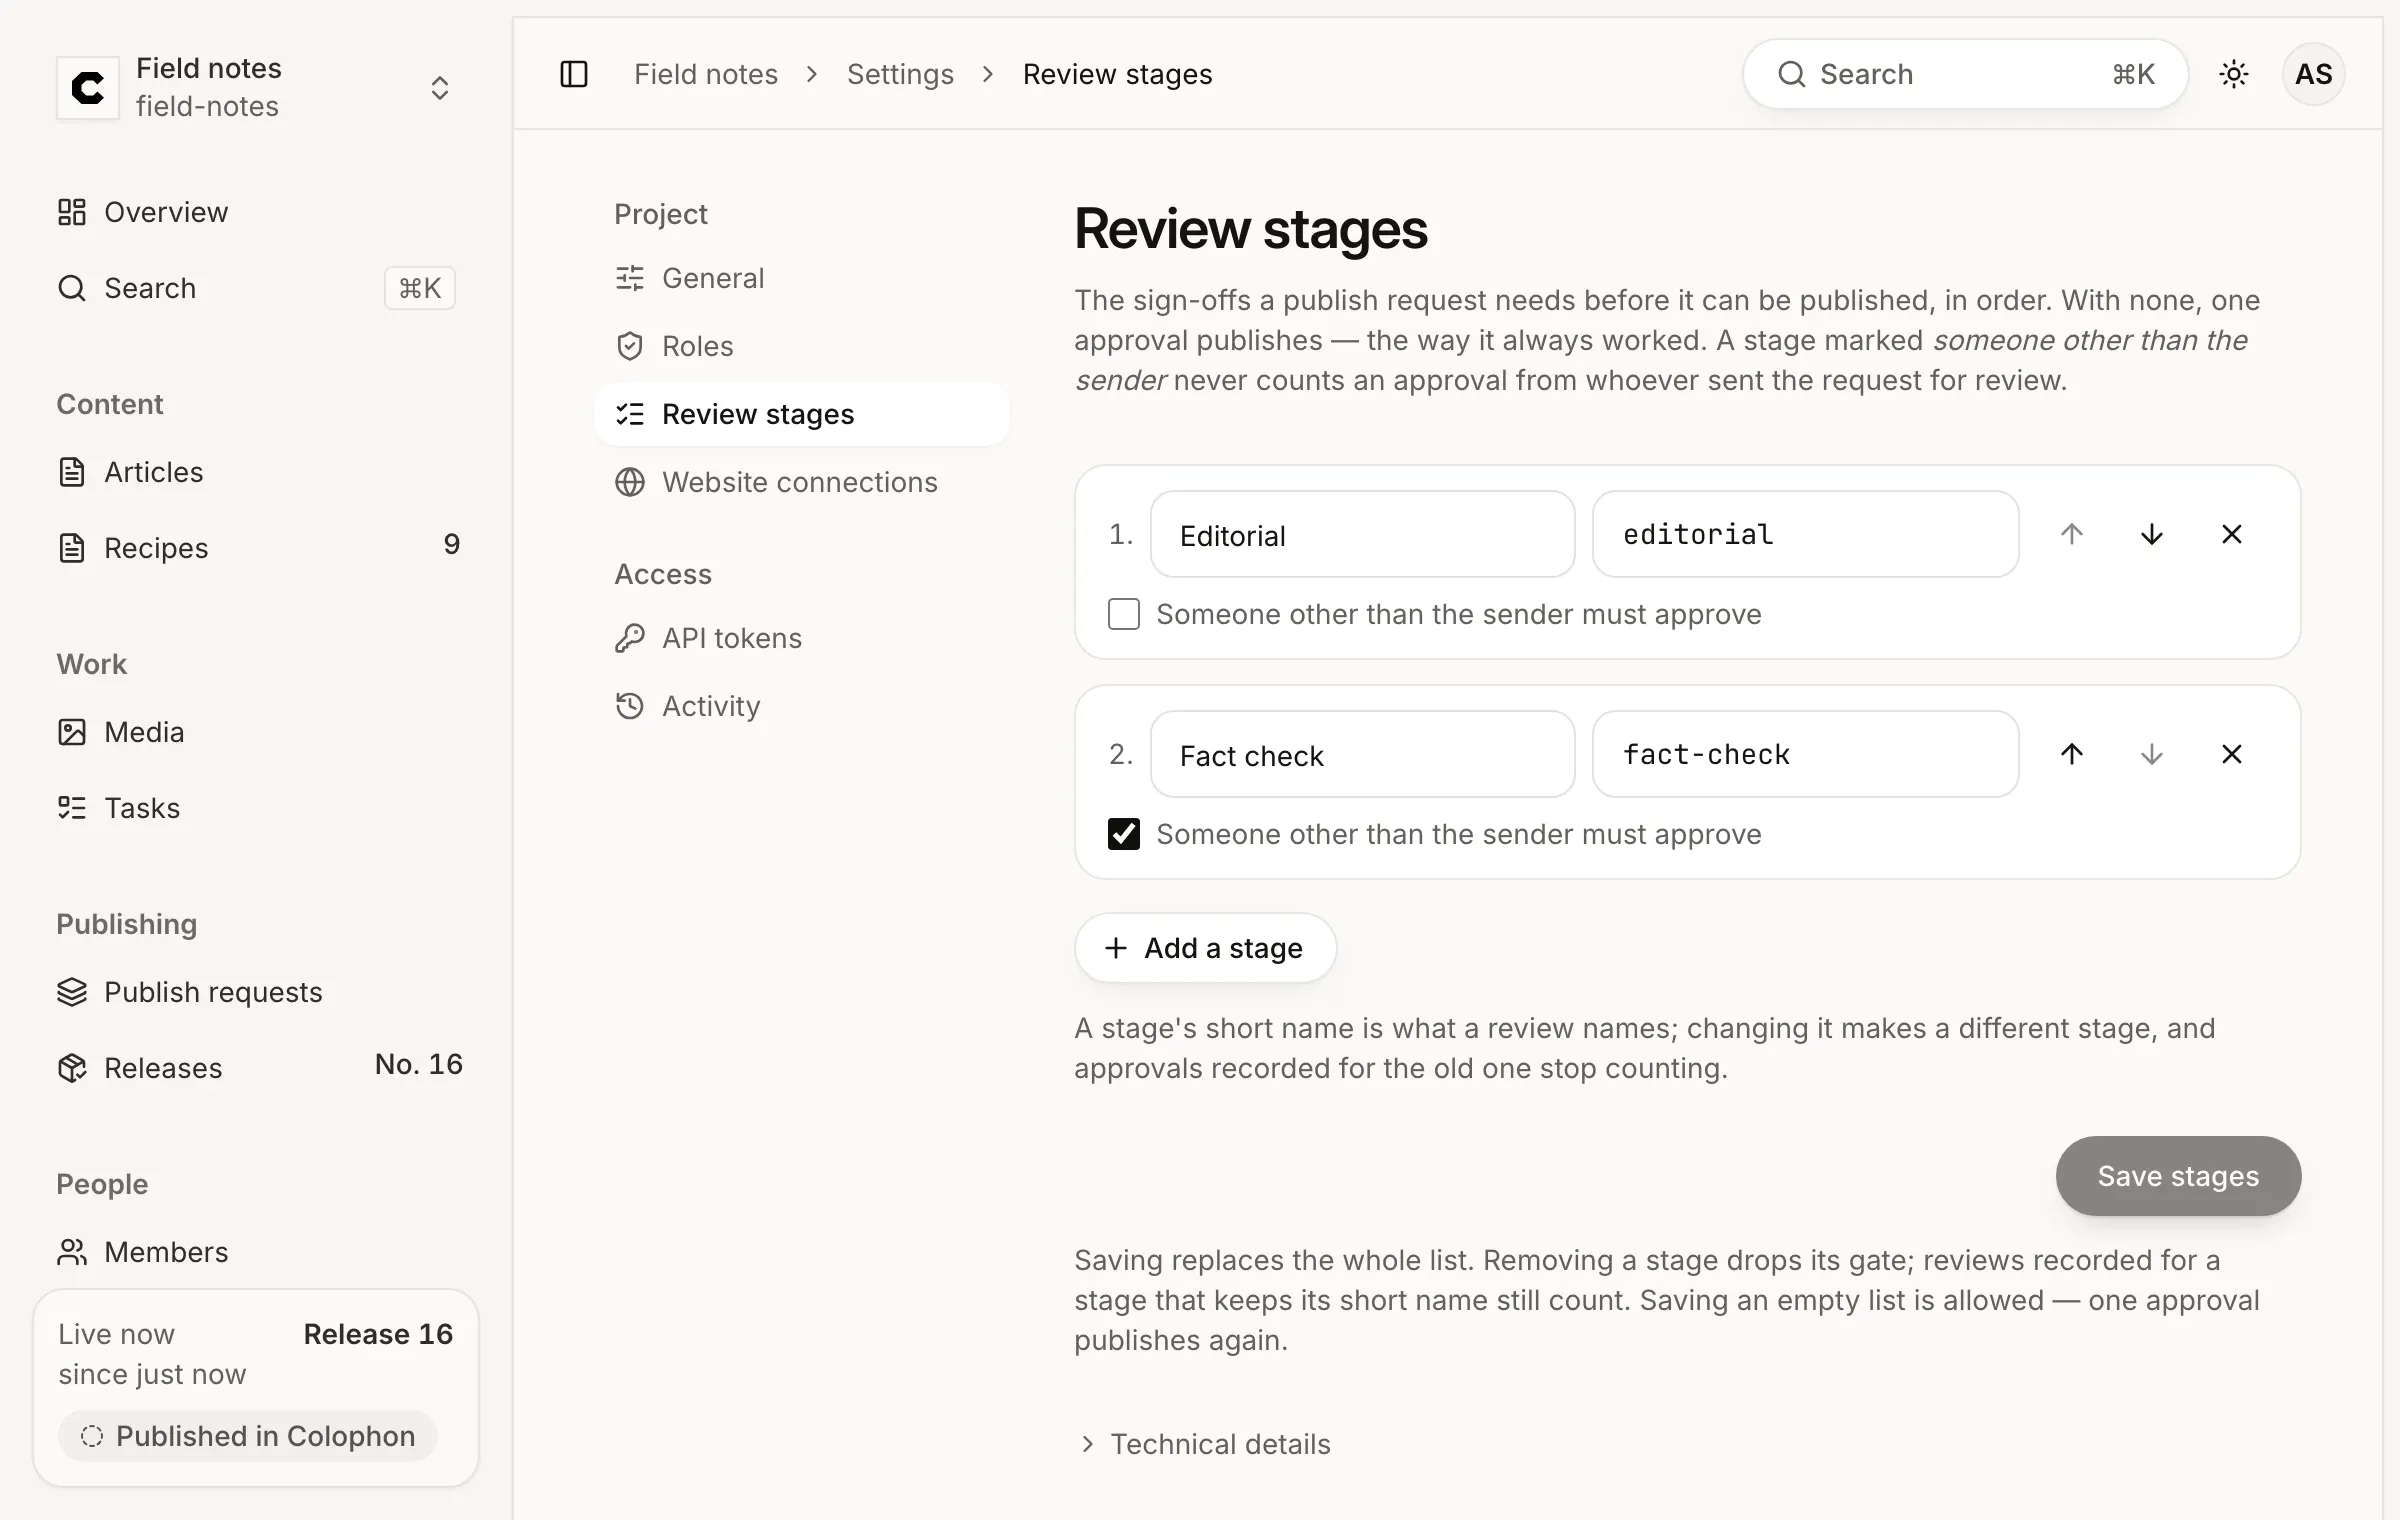 Field notes
field-notes
Overview
Search ⌘K
Content
Articles
Recipes 9
Work
Media
Tasks
Publishing
Publish requests
Releases No. 16
People
Members
Live now Release 16
since just now
Published in Colophon
Field notes > Settings > Review stages
Search ⌘K
AS
Project
General
Roles
Review stages
Website connections
Access
API tokens
Activity
Review stages
The sign-offs a publish request needs before it can be published, in order. With none, one
approval publishes — the way it always worked. A stage marked someone other than the
sender never counts an approval from whoever sent the request for review.
1. Editorial editorial
Someone other than the sender must approve
2. Fact check fact-check
Someone other than the sender must approve
+ Add a stage
A stage's short name is what a review names; changing it makes a different stage, and
approvals recorded for the old one stop counting.
Save stages
Saving replaces the whole list. Removing a stage drops its gate; reviews recorded for a
stage that keeps its short name still count. Saving an empty list is allowed — one approval
publishes again.
Technical details